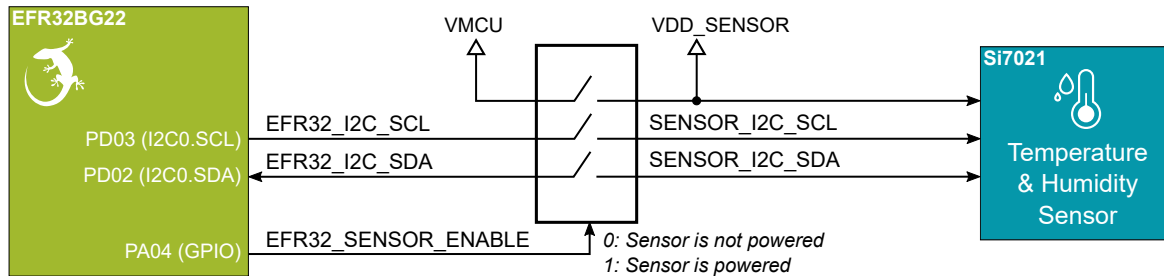 EFR32BG22
VMCU
VDD_SENSOR
Si7021
PD03 (I2C0.SCL)
EFR32_I2C_SCL
SENSOR_I2C_SCL
PD02 (I2C0.SDA)
EFR32_I2C_SDA
SENSOR_I2C_SDA
Temperature
& Humidity
Sensor
PA04 (GPIO)
EFR32_SENSOR_ENABLE
0: Sensor is not powered
1: Sensor is powered